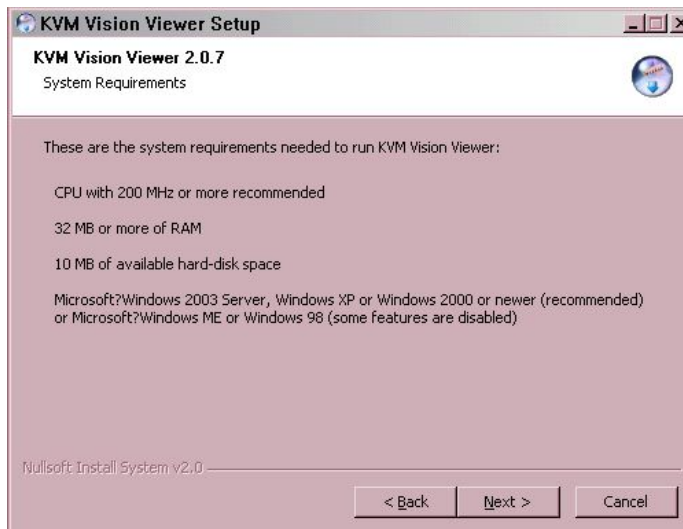 KVM Vision Viewer Setup
KVM Vision Viewer 2.0.7
System Requirements
These are the system requirements needed to run KVM Vision Viewer:
CPU with 200 MHz or more recommended
32 MB or more of RAM
10 MB of available hard-disk space
Microsoft?Windows 2003 Server, Windows XP or Windows 2000 or newer (recommended)
or Microsoft?Windows ME or Windows 98 (some features are disabled)
Nullsoft Install System v2.0
< Back
Next >
Cancel